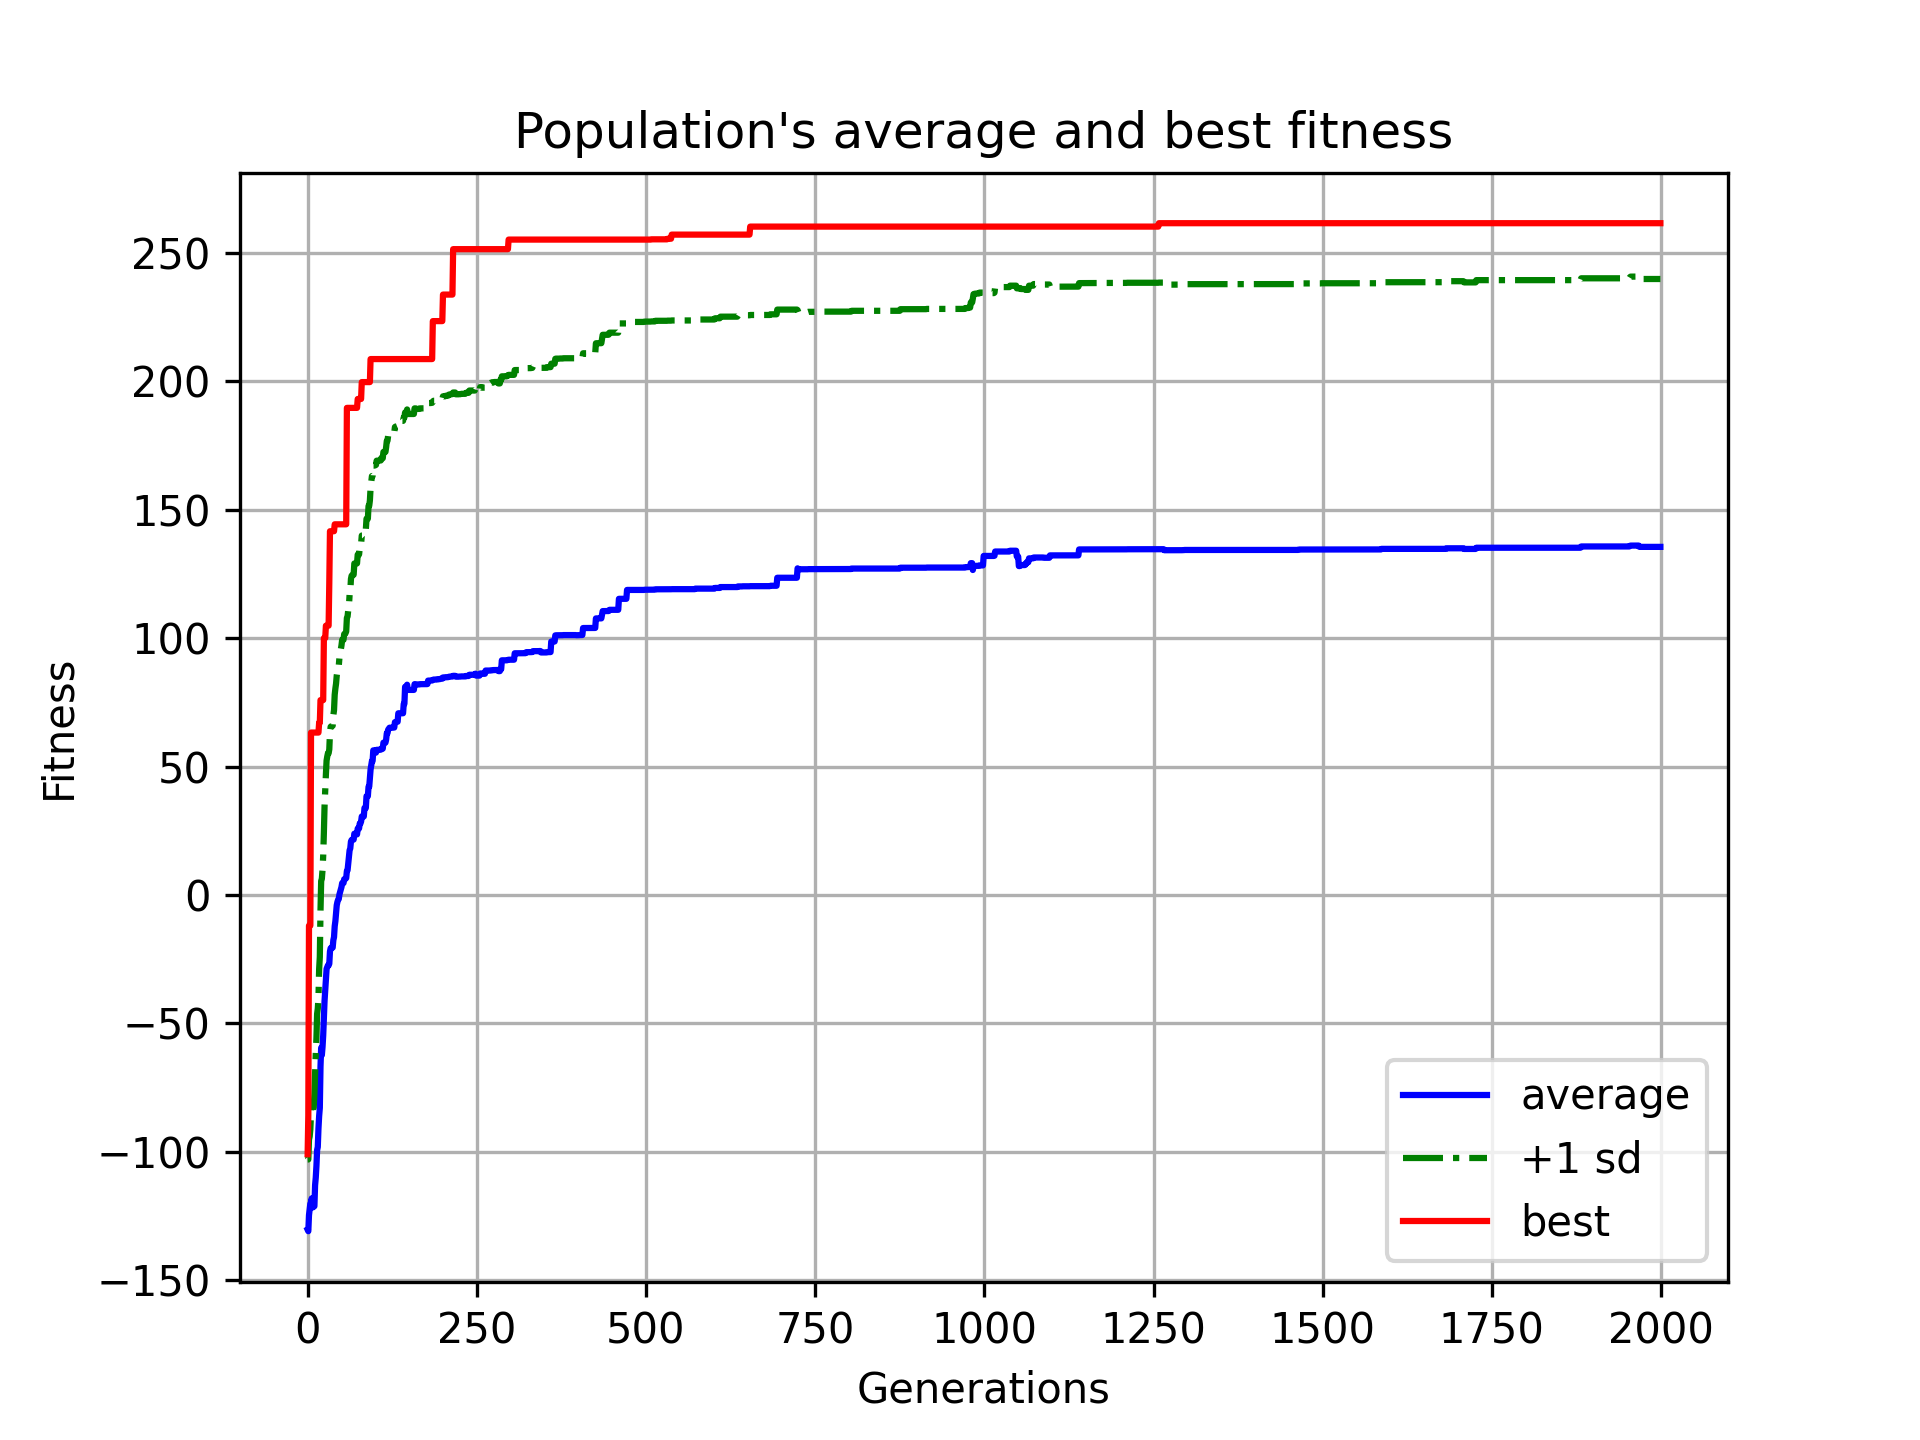 Population's average and best fitness
Fitness
250
200
150
100
50
0
−50
−100
−150
0 250 500 750 1000 1250 1500 1750 2000
Generations
average
+1 sd
best